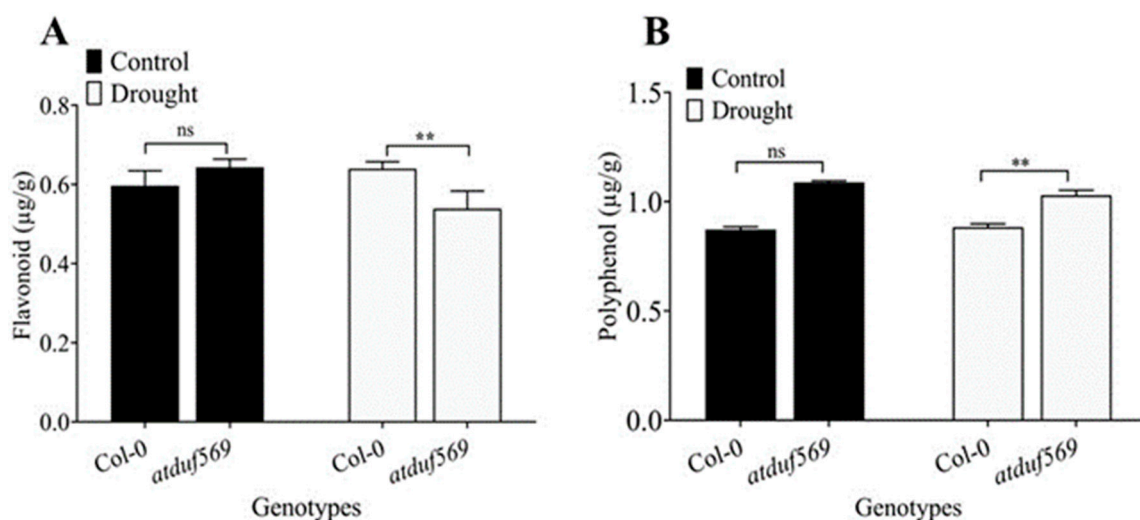 A
Control
Drought
Flavonoid (µg/g)
0.8
0.6
0.4
0.2
0.0
ns
**
Col-0
atduf569
Col-0
atduf569
Genotypes
B
Control
Drought
Polyphenol (µg/g)
1.5
1.0
0.5
0.0
ns
**
Col-0
atduf569
Col-0
atduf569
Genotypes